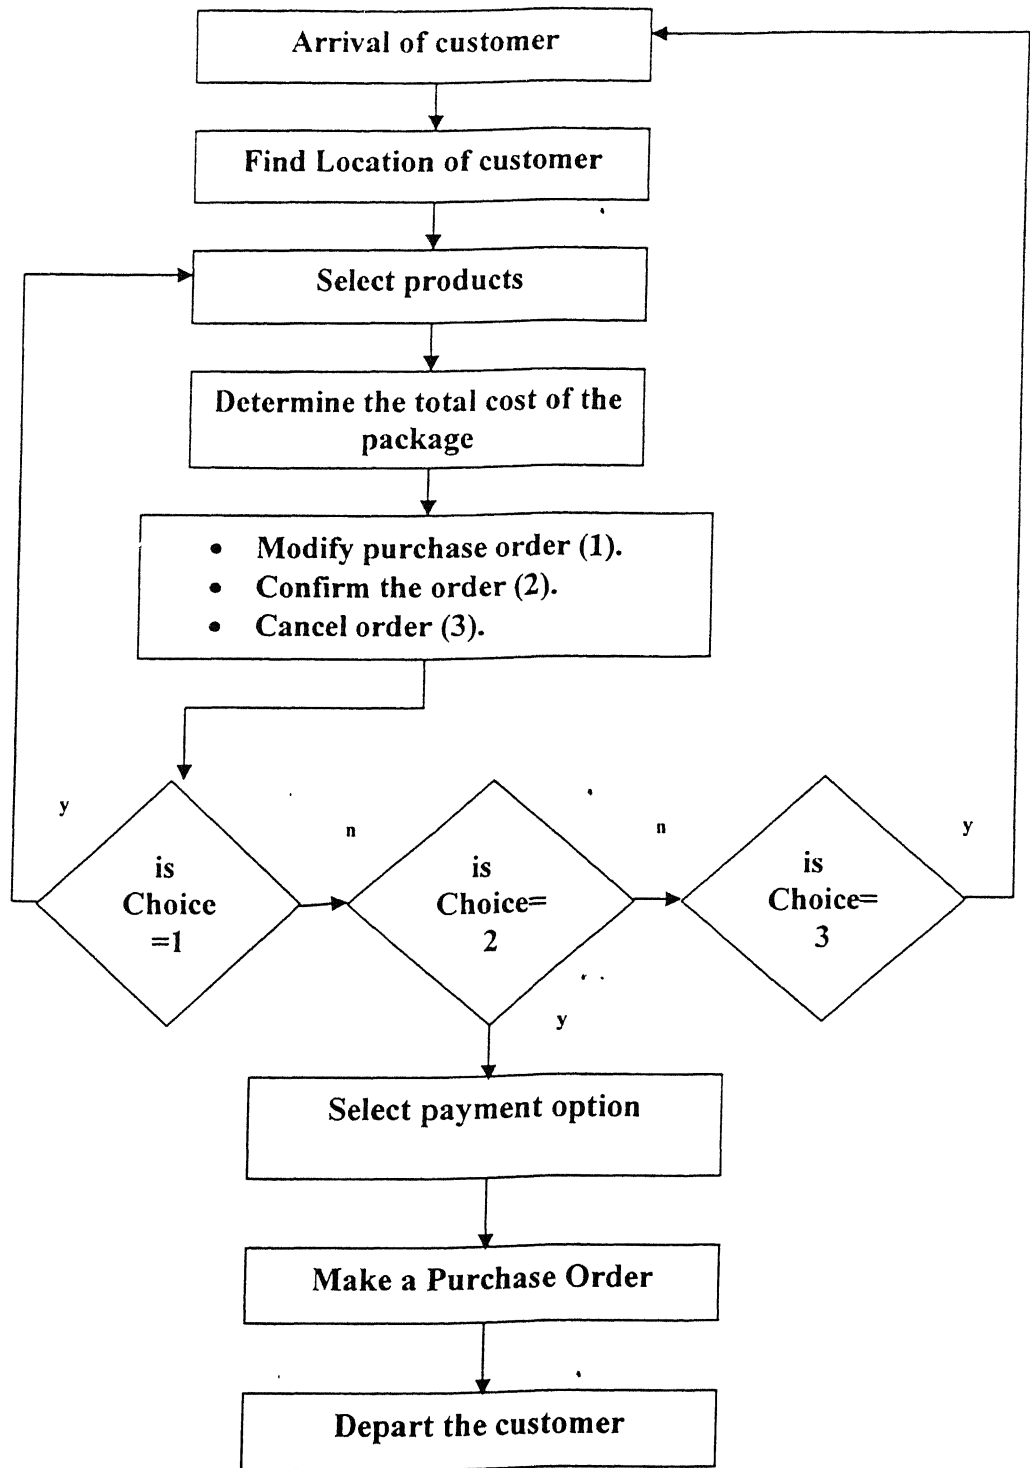 Arrival of customer
Find Location of customer
Select products
Determine the total cost of the
package
• Modify purchase order (1).
• Confirm the order (2).
• Cancel order (3).
y
n
n
y
is
Choice
=1
is
Choice=
2
is
Choice=
3
y
Select payment option
Make a Purchase Order
Depart the customer